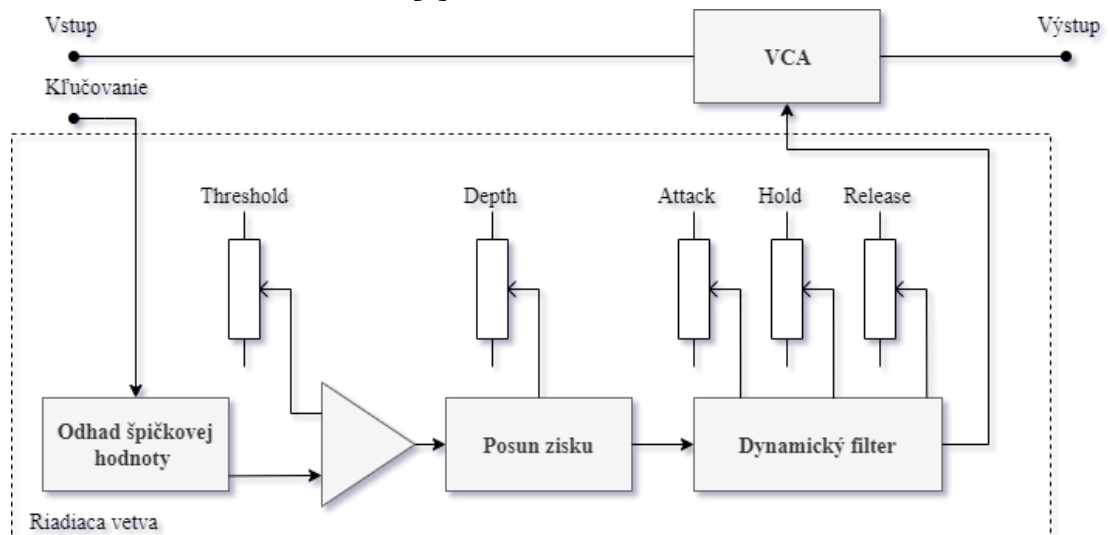 Vstup
Výstup
VCA
Kľučovanie
Threshold
Depth
Attack
Hold
Release
Odhad špičkovej
hodnoty
Posun zisku
Dynamický filter
Riadiaca vetva